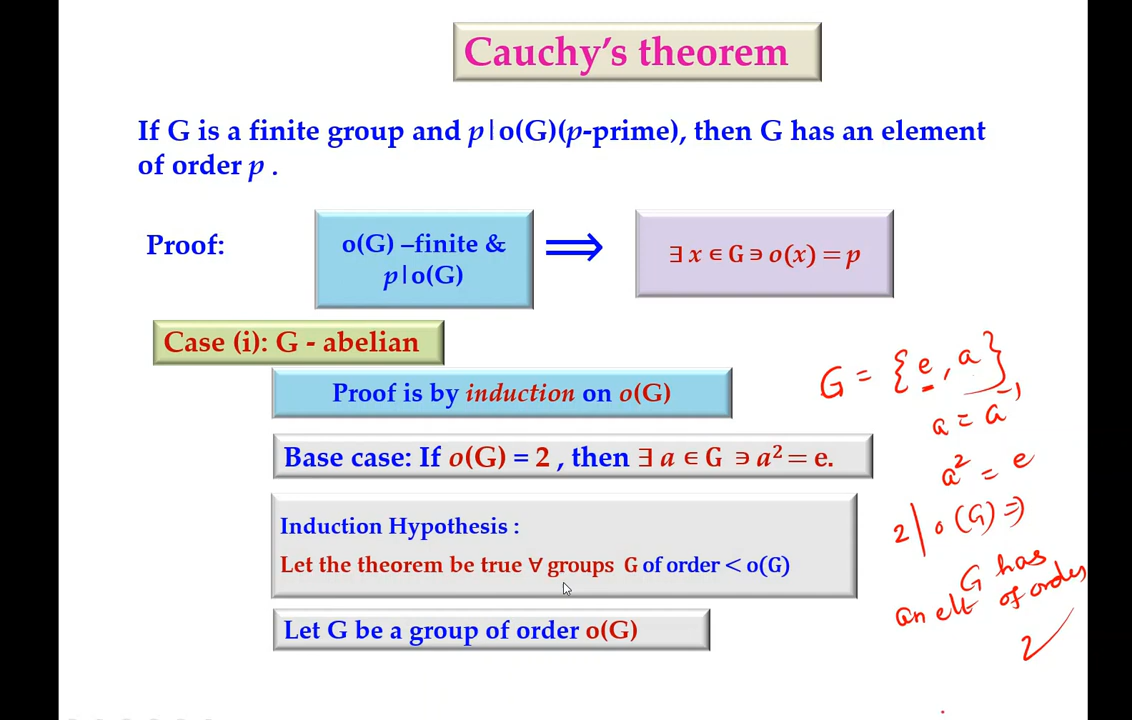 Cauchy's theorem
If G is a finite group and p|o(G)(p-prime), then G has an element
of order p .
Proof:
o(G) –finite &
p|o(G)
⟹
∃ x ∈ G ∋ o(x) = p
Case (i): G - abelian
Proof is by induction on o(G)
Base case: If o(G) = 2 , then ∃ a ∈ G ∋ a² = e.
Induction Hypothesis :
Let the theorem be true ∀ groups G of order < o(G)
Let G be a group of order o(G)
G = {e, a}
a = a⁻¹
a² = e
2 | o(G) ⇒
G has
an elt of order
2